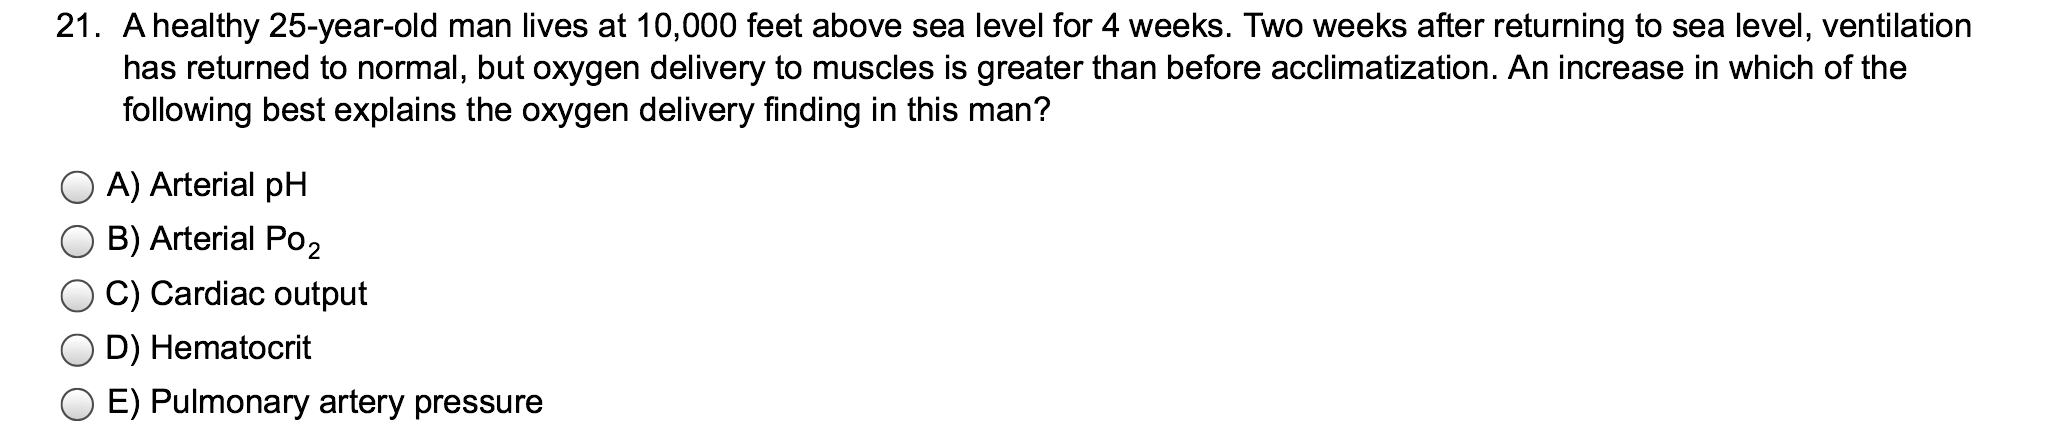 21. A healthy 25-year-old man lives at 10,000 feet above sea level for 4 weeks. Two weeks after returning to sea level, ventilation
has returned to normal, but oxygen delivery to muscles is greater than before acclimatization. An increase in which of the
following best explains the oxygen delivery finding in this man?
A) Arterial pH
B) Arterial Po₂
C) Cardiac output
D) Hematocrit
E) Pulmonary artery pressure